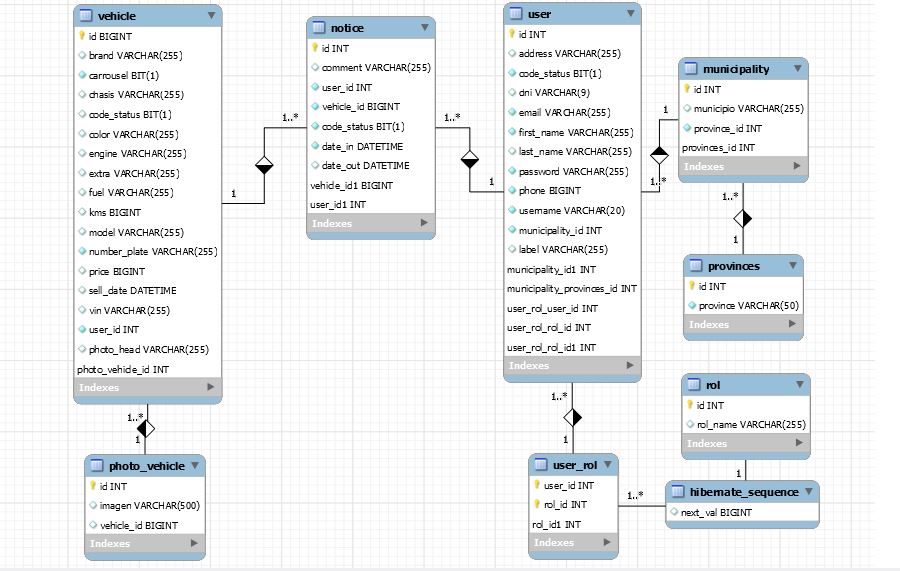 vehicle
id BIGINT
brand VARCHAR(255)
carrousel BIT(1)
chasis VARCHAR(255)
code_status BIT(1)
color VARCHAR(255)
engine VARCHAR(255)
extra VARCHAR(255)
fuel VARCHAR(255)
kms BIGINT
model VARCHAR(255)
number_plate VARCHAR(255)
price BIGINT
sell_date DATETIME
vin VARCHAR(255)
user_id INT
photo_head VARCHAR(255)
photo_vehicle_id INT
Indexes
1..*
1
photo_vehicle
id INT
imagen VARCHAR(500)
vehicle_id BIGINT
Indexes
1
1..*
notice
id INT
comment VARCHAR(255)
user_id INT
vehicle_id BIGINT
code_status BIT(1)
date_in DATETIME
date_out DATETIME
vehicle_id1 BIGINT
user_id1 INT
Indexes
1..*
1
user
id INT
address VARCHAR(255)
code_status BIT(1)
dni VARCHAR(9)
email VARCHAR(255)
first_name VARCHAR(255)
last_name VARCHAR(255)
password VARCHAR(255)
phone BIGINT
username VARCHAR(20)
municipality_id INT
label VARCHAR(255)
municipality_id1 INT
municipality_provinces_id INT
user_rol_user_id INT
user_rol_rol_id INT
user_rol_rol_id1 INT
Indexes
1..*
1
user_rol
user_id INT
rol_id INT
rol_id1 INT
Indexes
1
1..*
municipality
id INT
municipio VARCHAR(255)
province_id INT
provinces_id INT
Indexes
1..*
1
provinces
id INT
province VARCHAR(50)
Indexes
rol
id INT
rol_name VARCHAR(255)
Indexes
1
1..*
hibernate_sequence
next_val BIGINT
Indexes